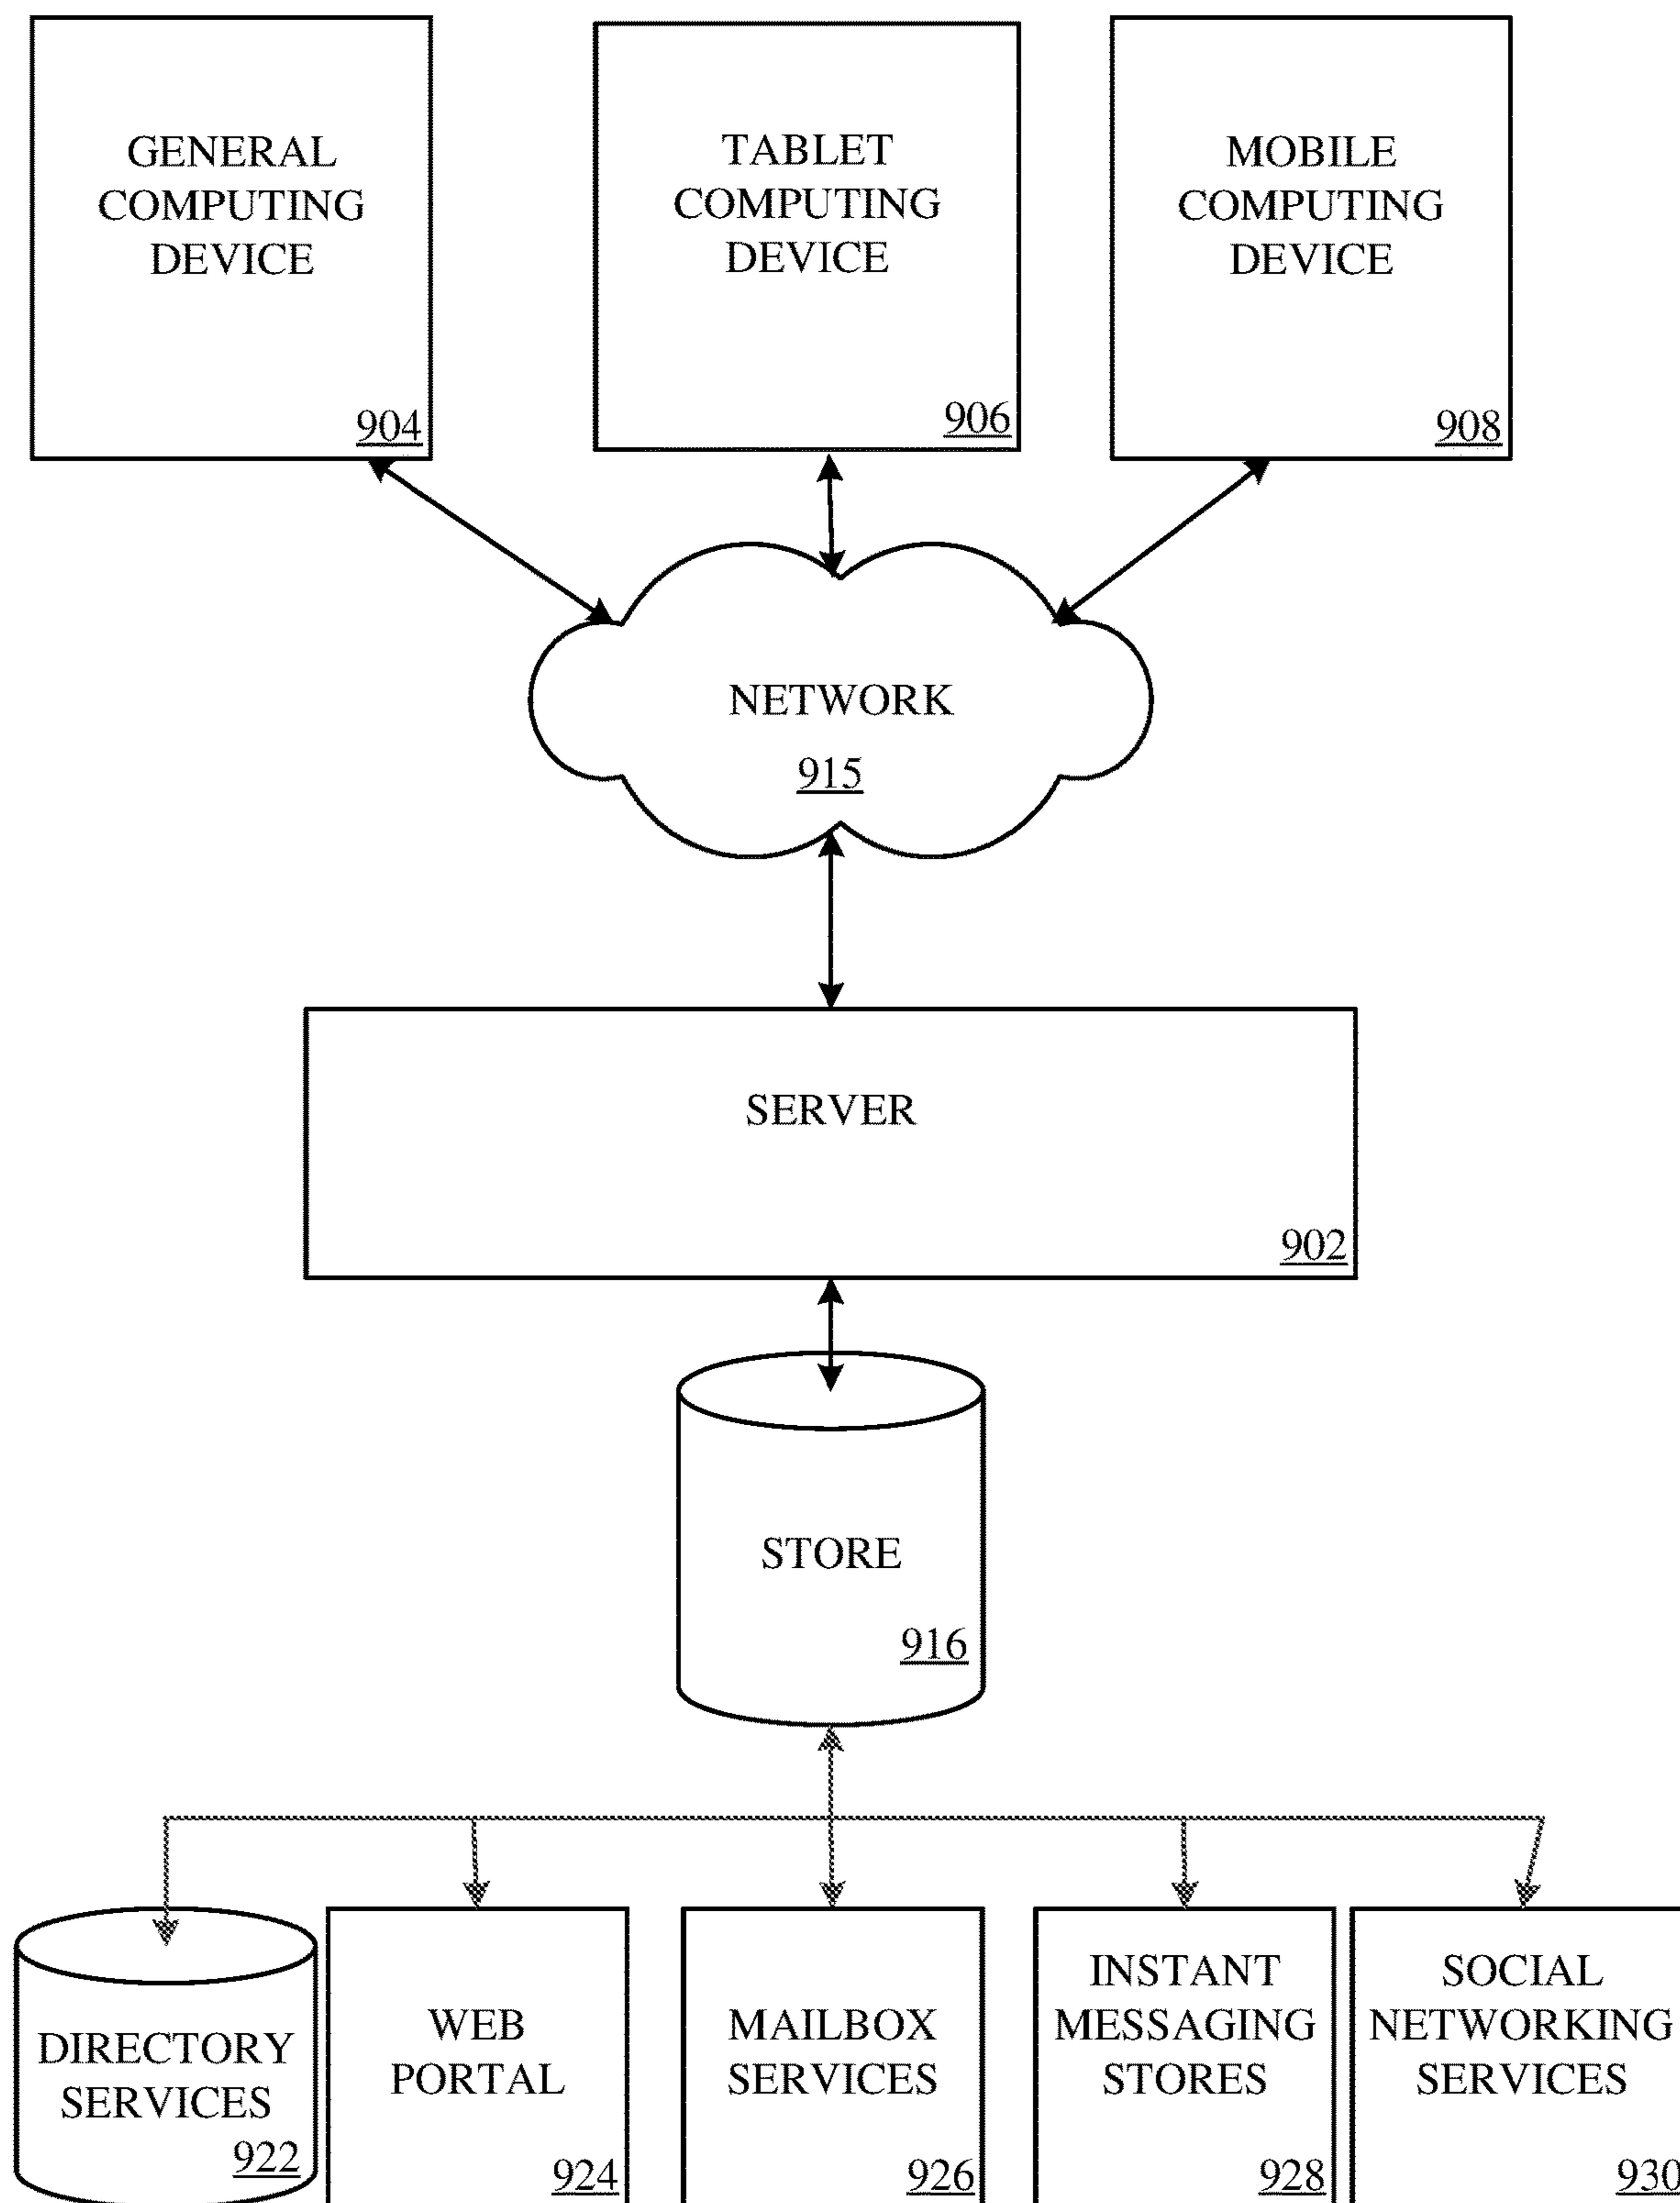 GENERAL
COMPUTING
DEVICE
904
TABLET
COMPUTING
DEVICE
906
MOBILE
COMPUTING
DEVICE
908
NETWORK
915
SERVER
902
STORE
916
DIRECTORY
SERVICES
922
WEB
PORTAL
924
MAILBOX
SERVICES
926
INSTANT
MESSAGING
STORES
928
SOCIAL
NETWORKING
SERVICES
930